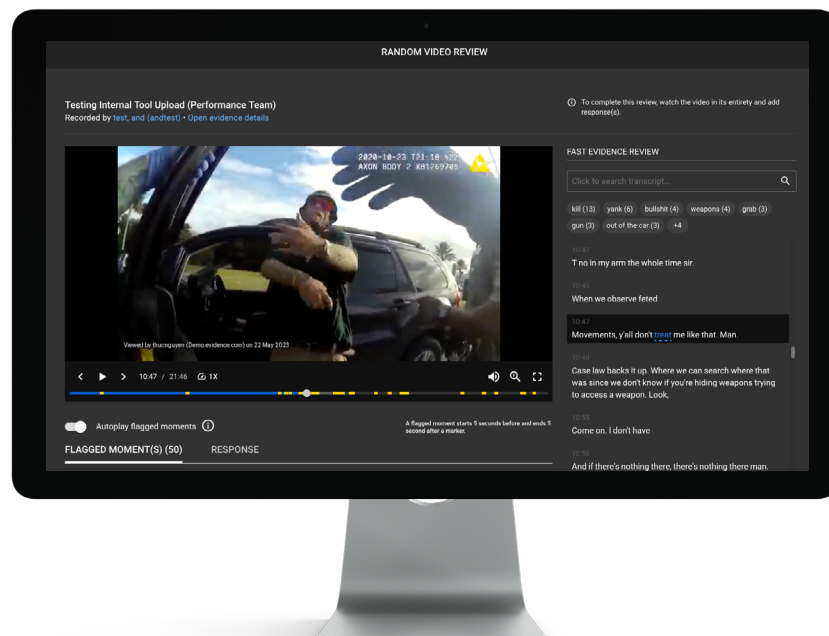 RANDOM VIDEO REVIEW
Testing Internal Tool Upload (Performance Team)
Recorded by test, and (andtest) • Open evidence details
To complete this review, watch the video in its entirety and add
response(s).
2020-10-23 T21:18:42Z
AXON BODY 2 X81269705
Viewed by thucnguyen (Demo.evidence.com) on 22 May 2023
10:47 / 21:46 1X
Autoplay flagged moments
A flagged moment starts 5 seconds before and ends 5
second after a marker.
FLAGGED MOMENT(S) (50) RESPONSE
FAST EVIDENCE REVIEW
Click to search transcript...
kill (13) yank (6) bullshit (4) weapons (4) grab (3)
gun (3) out of the car (3) +4
10:42
T no in my arm the whole time sir.
10:45
When we observe feted
10:47
Movements, y'all don't treat me like that. Man.
10:48
Case law backs it up. Where we can search where that
was since we don't know if you're hiding weapons trying
to access a weapon. Look,
10:55
Come on. I don't have
10:56
And if there's nothing there, there's nothing there man.